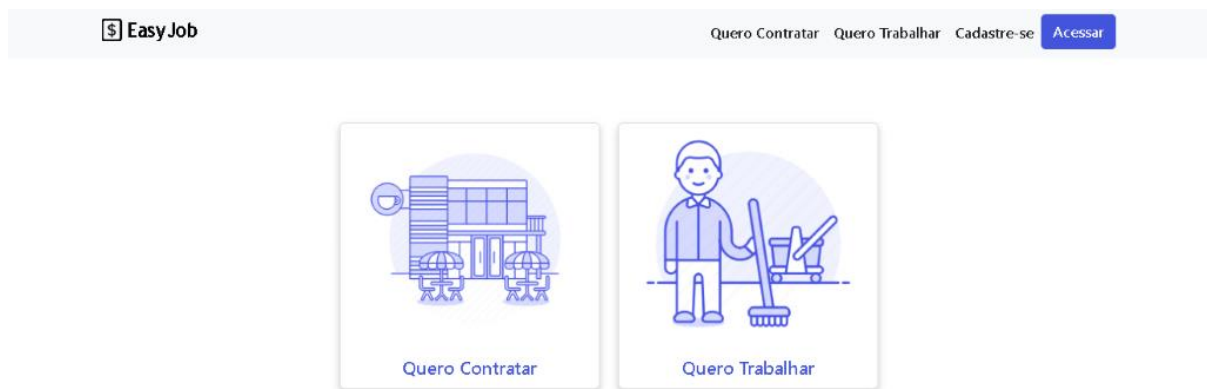 $ EasyJob
Quero Contratar Quero Trabalhar Cadastre-se Acessar
Quero Contratar
Quero Trabalhar